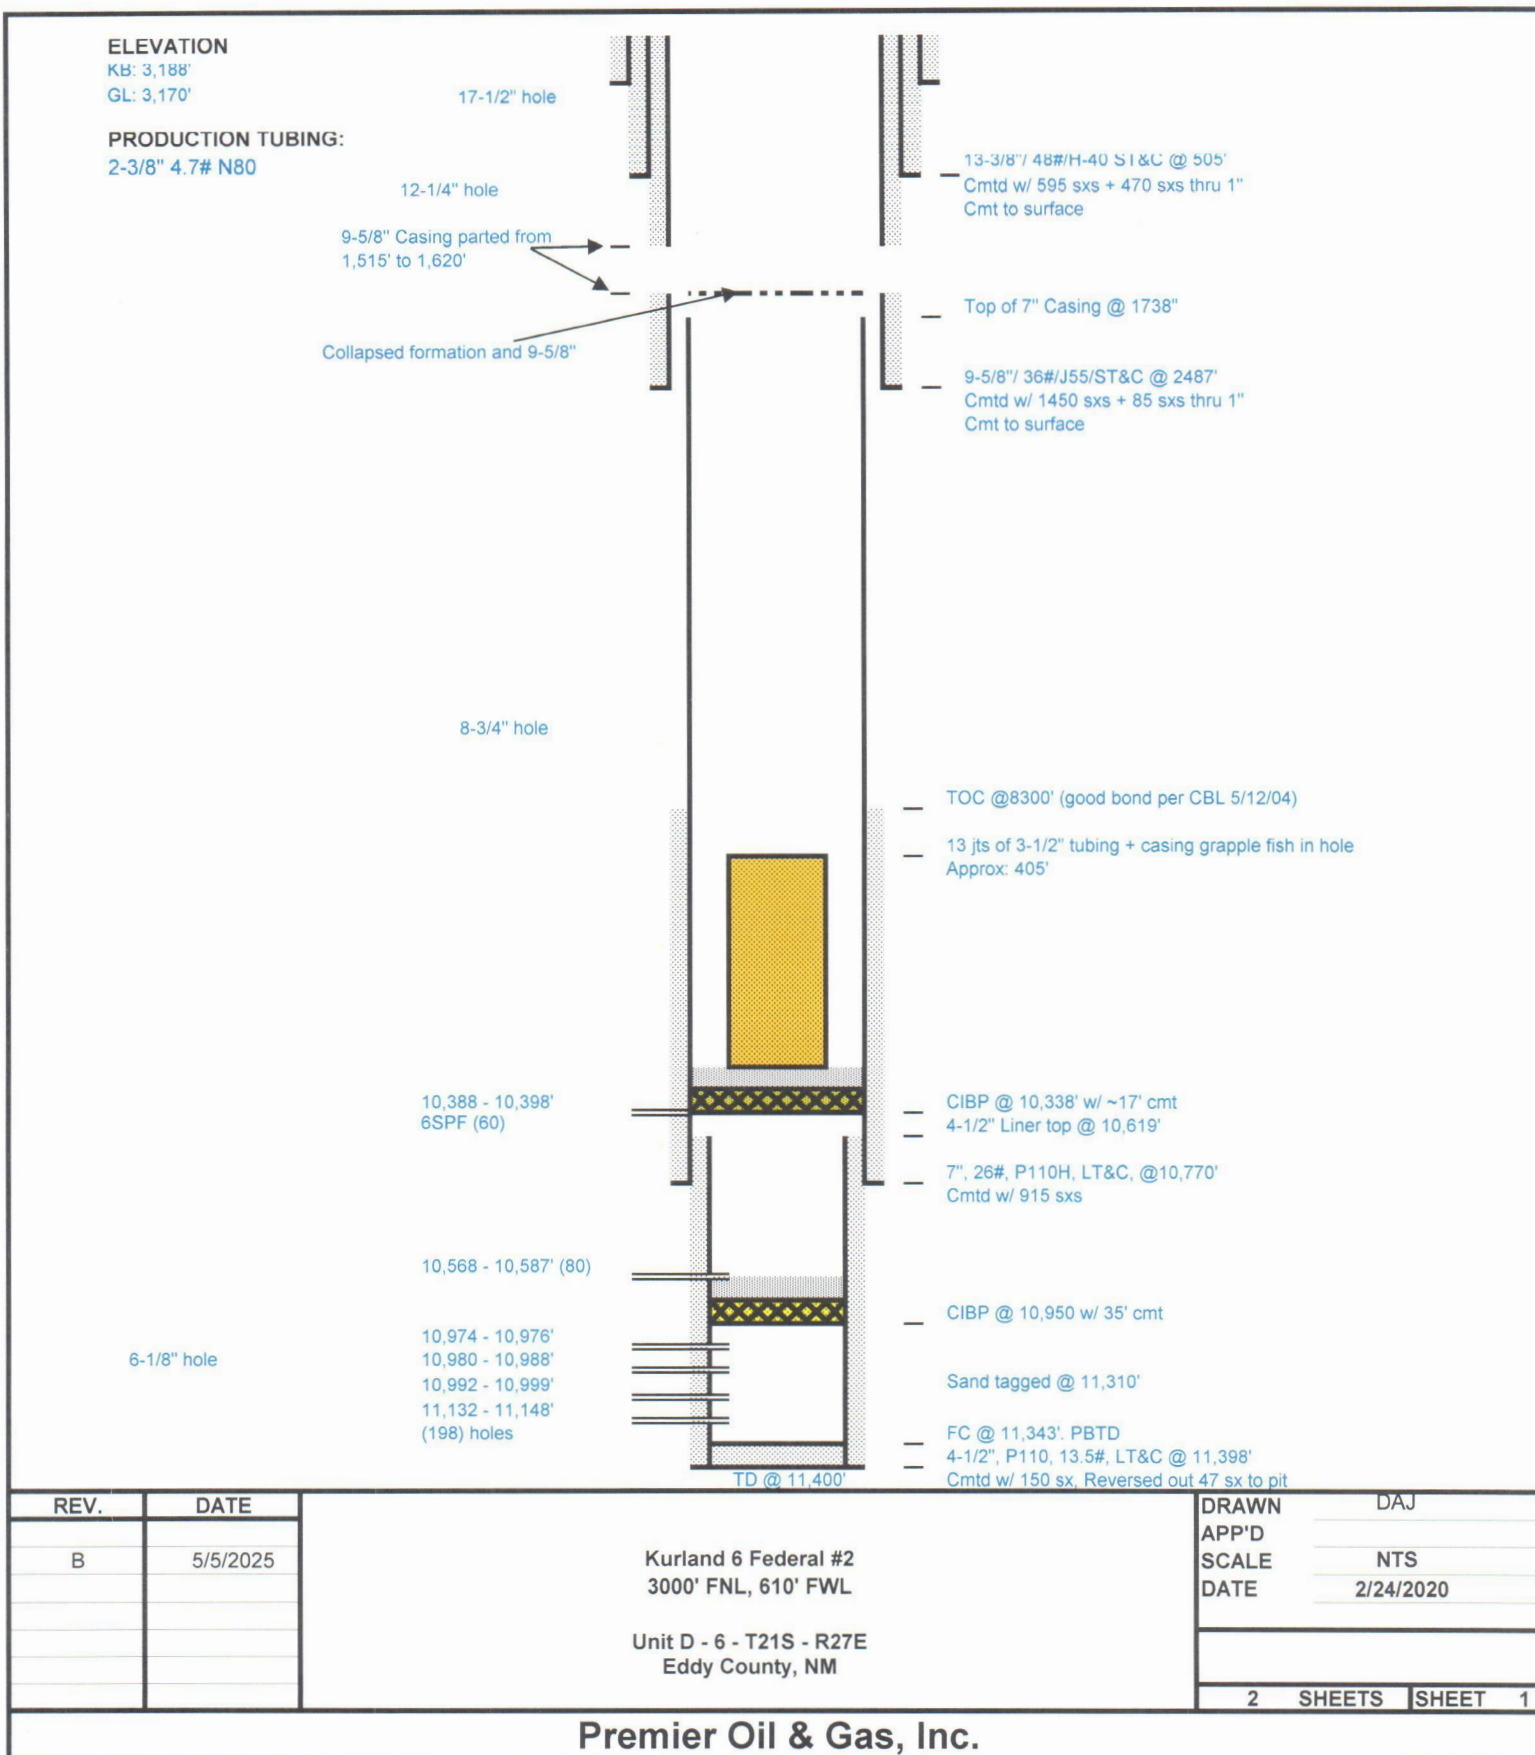 ELEVATION
KB: 3,188'
GL: 3,170'
17-1/2" hole
PRODUCTION TUBING:
2-3/8" 4.7# N80
12-1/4" hole
13-3/8"/ 48#/H-40 ST&C @ 505'
Cmtd w/ 595 sxs + 470 sxs thru 1"
Cmt to surface
9-5/8" Casing parted from
1,515' to 1,620'
Top of 7" Casing @ 1738"
Collapsed formation and 9-5/8"
9-5/8"/ 36#/J55/ST&C @ 2487'
Cmtd w/ 1450 sxs + 85 sxs thru 1"
Cmt to surface
8-3/4" hole
TOC @8300' (good bond per CBL 5/12/04)
13 jts of 3-1/2" tubing + casing grapple fish in hole
Approx: 405'
10,388 - 10,398'
6SPF (60)
CIBP @ 10,338' w/ ~17' cmt
4-1/2" Liner top @ 10,619'
7", 26#, P110H, LT&C, @10,770'
Cmtd w/ 915 sxs
10,568 - 10,587' (80)
CIBP @ 10,950 w/ 35' cmt
10,974 - 10,976'
10,980 - 10,988'
10,992 - 10,999'
11,132 - 11,148'
(198) holes
6-1/8" hole
Sand tagged @ 11,310'
FC @ 11,343'. PBTD
4-1/2", P110, 13.5#, LT&C @ 11,398'
Cmtd w/ 150 sx, Reversed out 47 sx to pit
TD @ 11,400'
REV. DATE
B 5/5/2025
Kurland 6 Federal #2
3000' FNL, 610' FWL
Unit D - 6 - T21S - R27E
Eddy County, NM
DRAWN DAJ
APP'D
SCALE NTS
DATE 2/24/2020
2 SHEETS SHEET 1
Premier Oil & Gas, Inc.